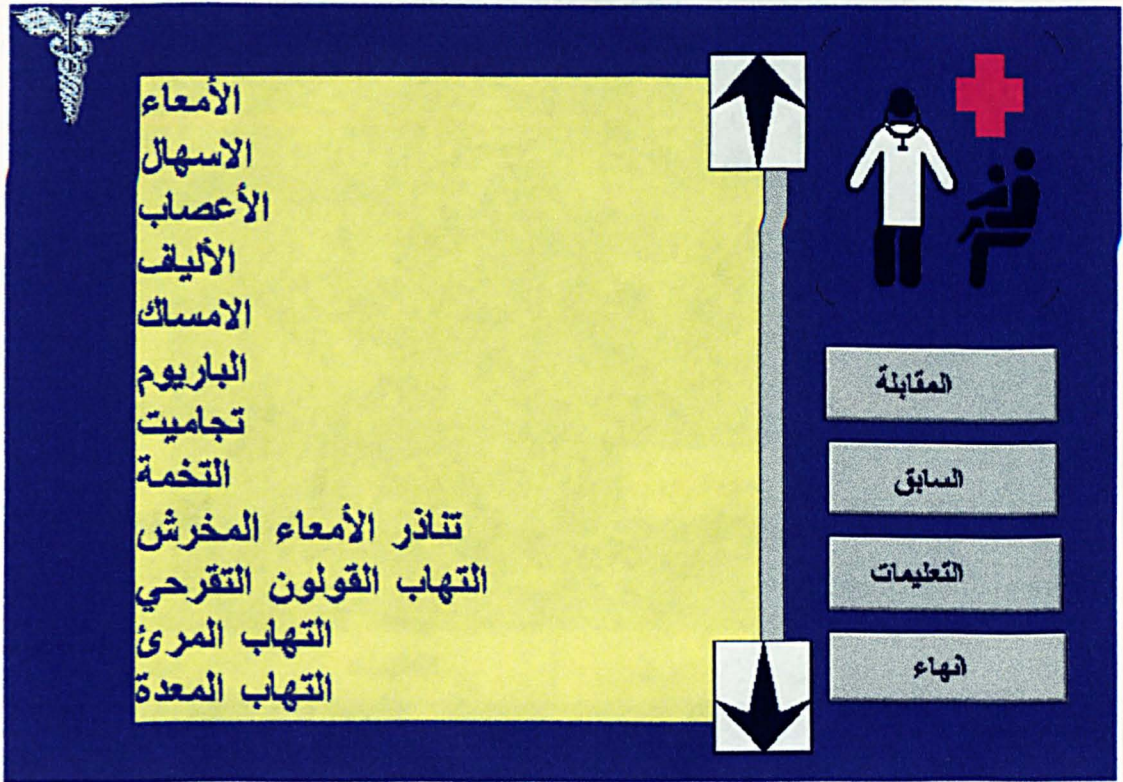 الأمعاء
الاسهال
الأعصاب
الألياف
الامساك
الباريوم
تجاميت
التخمة
تناذر الأمعاء المخرش
التهاب القولون التقرحي
التهاب المرئ
التهاب المعدة
المقابلة
السابق
التعليمات
انهاء